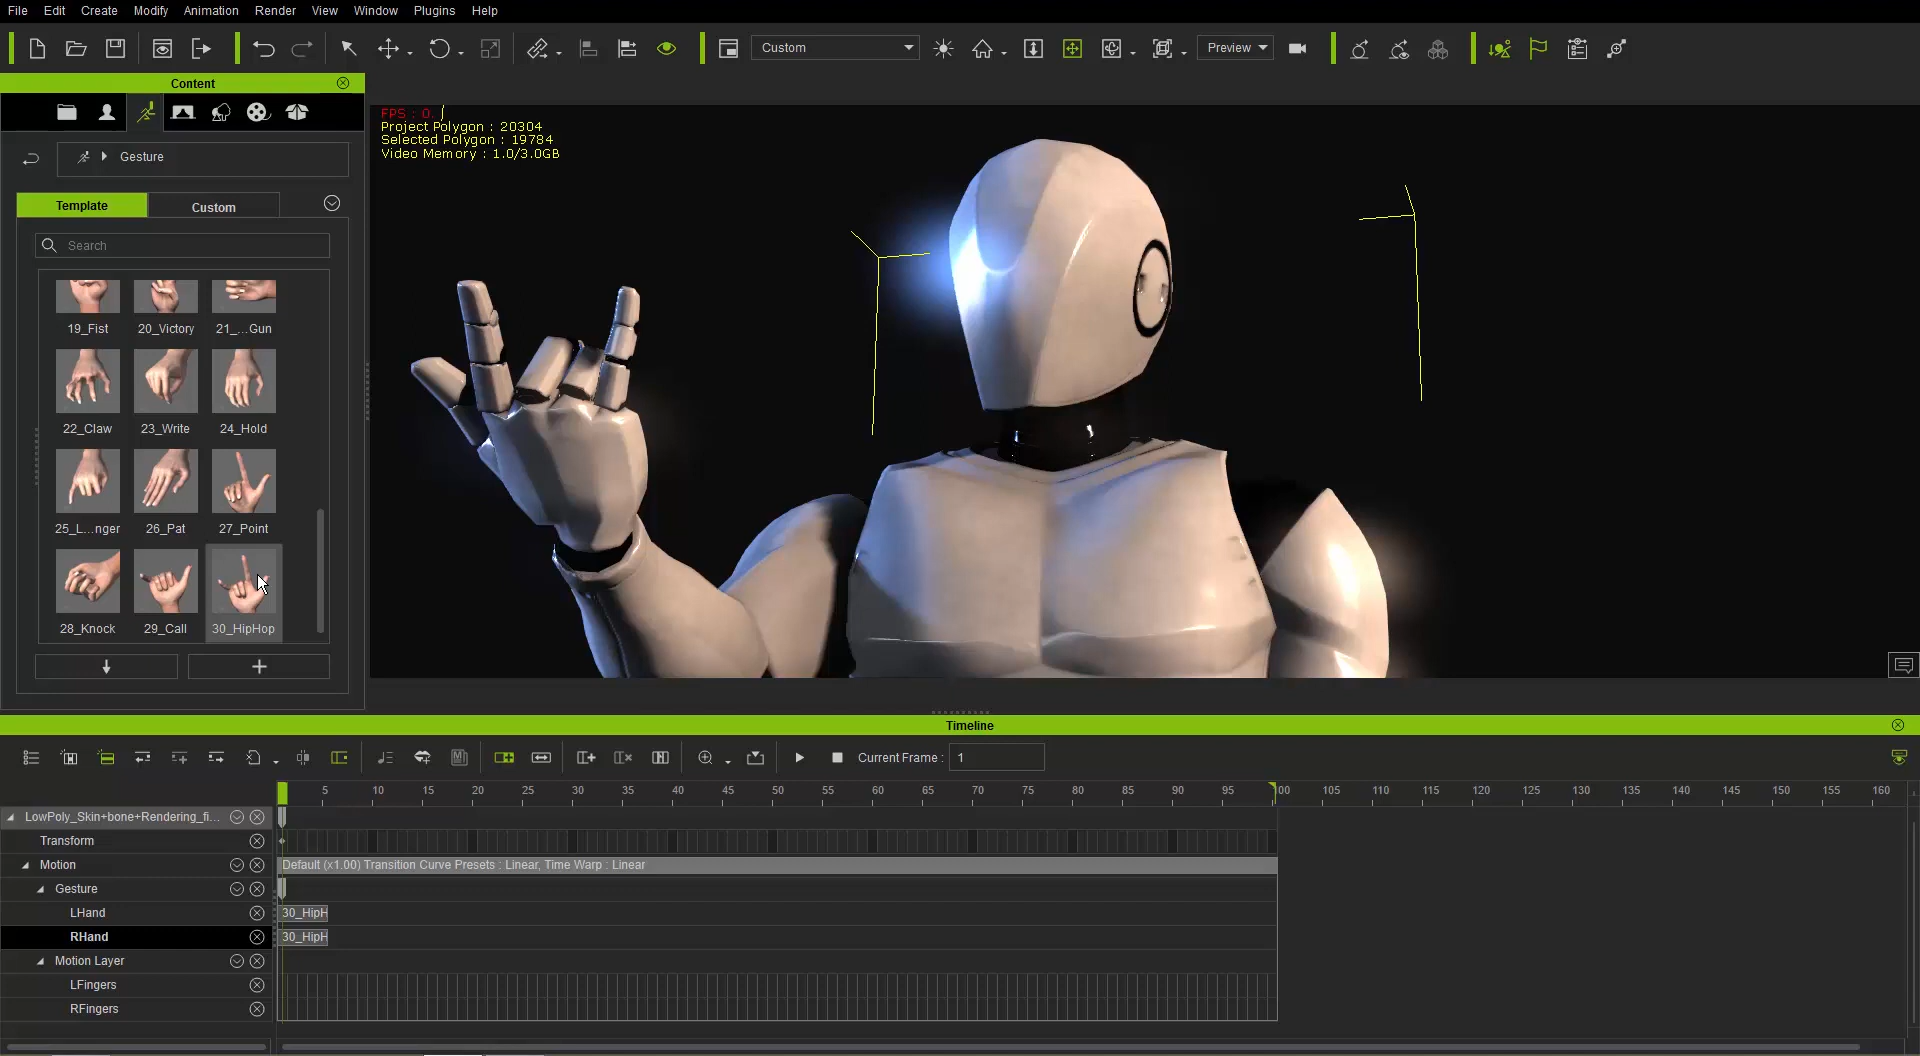 File Edit Create Modify Animation Render View Window Plugins Help
Custom
Preview
Content
Gesture
Template Custom
Search
19_Fist 20_Victory 21_...Gun
22_Claw 23_Write 24_Hold
25_L...nger 26_Pat 27_Point
28_Knock 29_Call 30_HipHop
FPS : 0.
Project Polygon : 20304
Selected Polygon : 19784
Video Memory : 1.0/3.0GB
Timeline
Current Frame : 1
5 10 15 20 25 30 35 40 45 50 55 60 65 70 75 80 85 90 95 00 105 110 115 120 125 130 135 140 145 150 155 160
LowPoly_Skin+bone+Rendering_fi...
Transform
Motion Default (x1.00) Transition Curve Presets : Linear, Time Warp : Linear
Gesture
LHand 30_HipH
RHand 30_HipH
Motion Layer
LFingers
RFingers